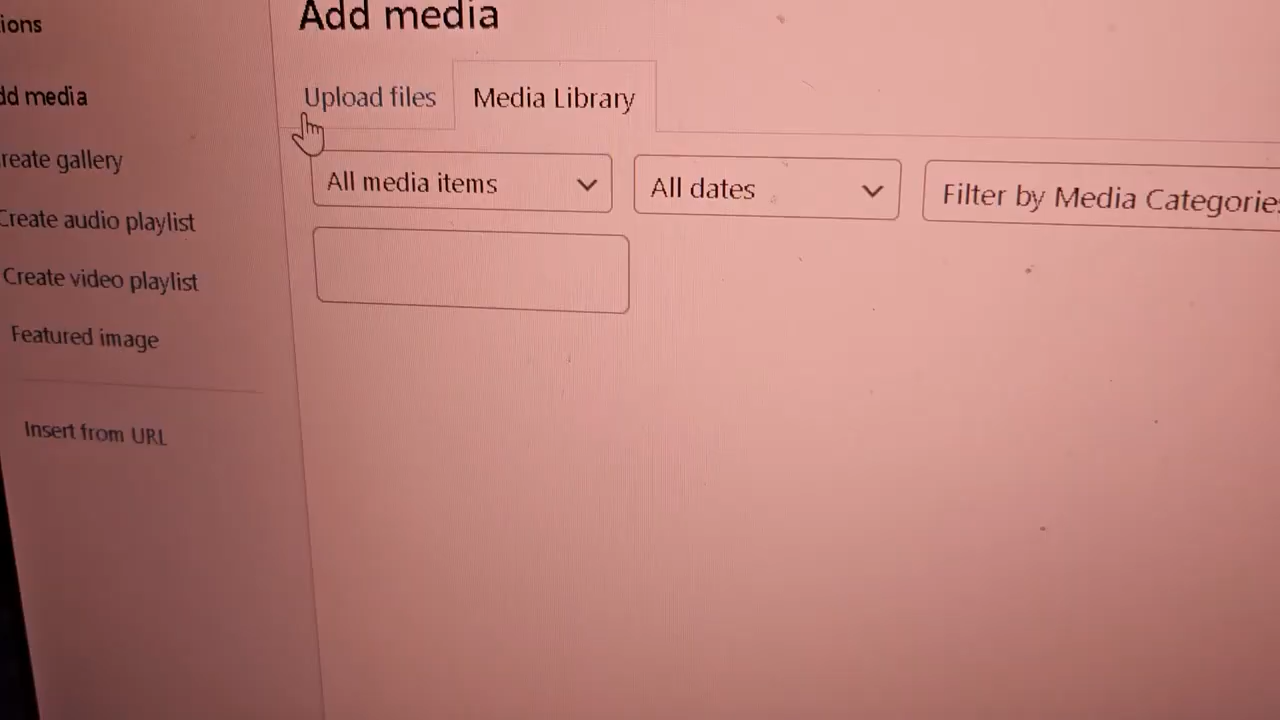 ions
Add media
dd media
Upload files
Media Library
reate gallery
All media items
All dates
Filter by Media Categorie
Create audio playlist
Create video playlist
Featured image
Insert from URL